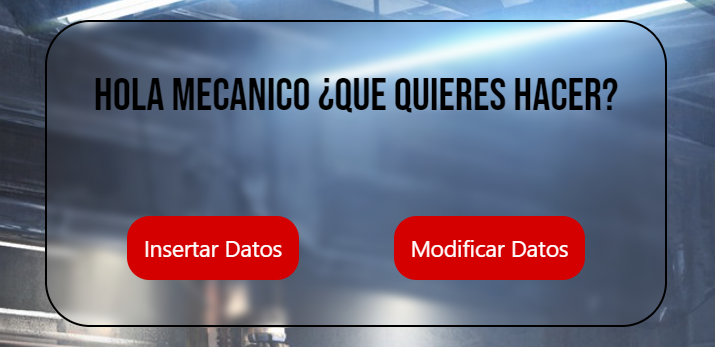 HOLA MECANICO ¿QUE QUIERES HACER?
Insertar Datos
Modificar Datos